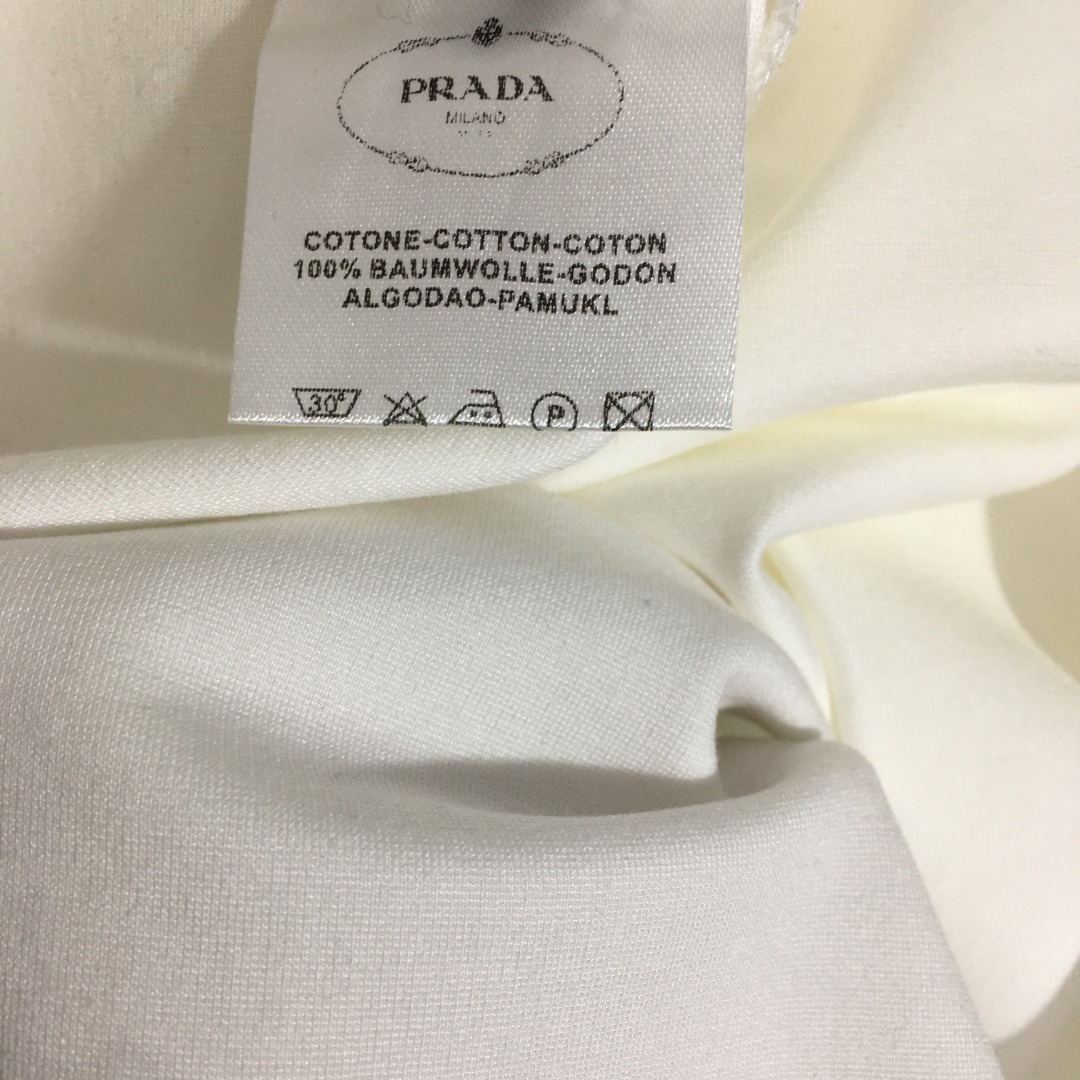 PRADA
MILANO
COTONE-COTTON-COTON
100% BAUMWOLLE-GODON
ALGODAO-PAMUKL
30°
P